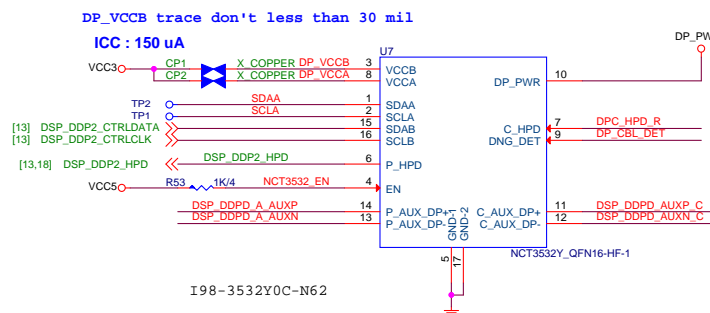 DP_VCCB trace don't less than 30 mil
ICC : 150 uA
DP_PW
U7
VCC3 CP1 X_COPPER DP_VCCB 3 VCCB
CP2 X_COPPER DP_VCCA 8 VCCA DP_PWR 10
TP2 SDAA 1 SDAA
TP1 SCLA 2 SCLA
[13] DSP_DDP2_CTRLDATA 15 SDAB C_HPD 7 DPC_HPD_R
[13] DSP_DDP2_CTRLCLK 16 SCLB DNG_DET 9 DP_CBL_DET
[13,18] DSP_DDP2_HPD DSP_DDP2_HPD 6 P_HPD
VCC5 R53 1K/4 NCT3532_EN 4 EN
DSP_DDPD_A_AUXP 14 P_AUX_DP+ C_AUX_DP+ 11 DSP_DDPD_AUXP_C
DSP_DDPD_A_AUXN 13 P_AUX_DP- C_AUX_DP- 12 DSP_DDPD_AUXN_C
GND-1
GND-2
5
17
NCT3532Y_QFN16-HF-1
I98-3532Y0C-N62